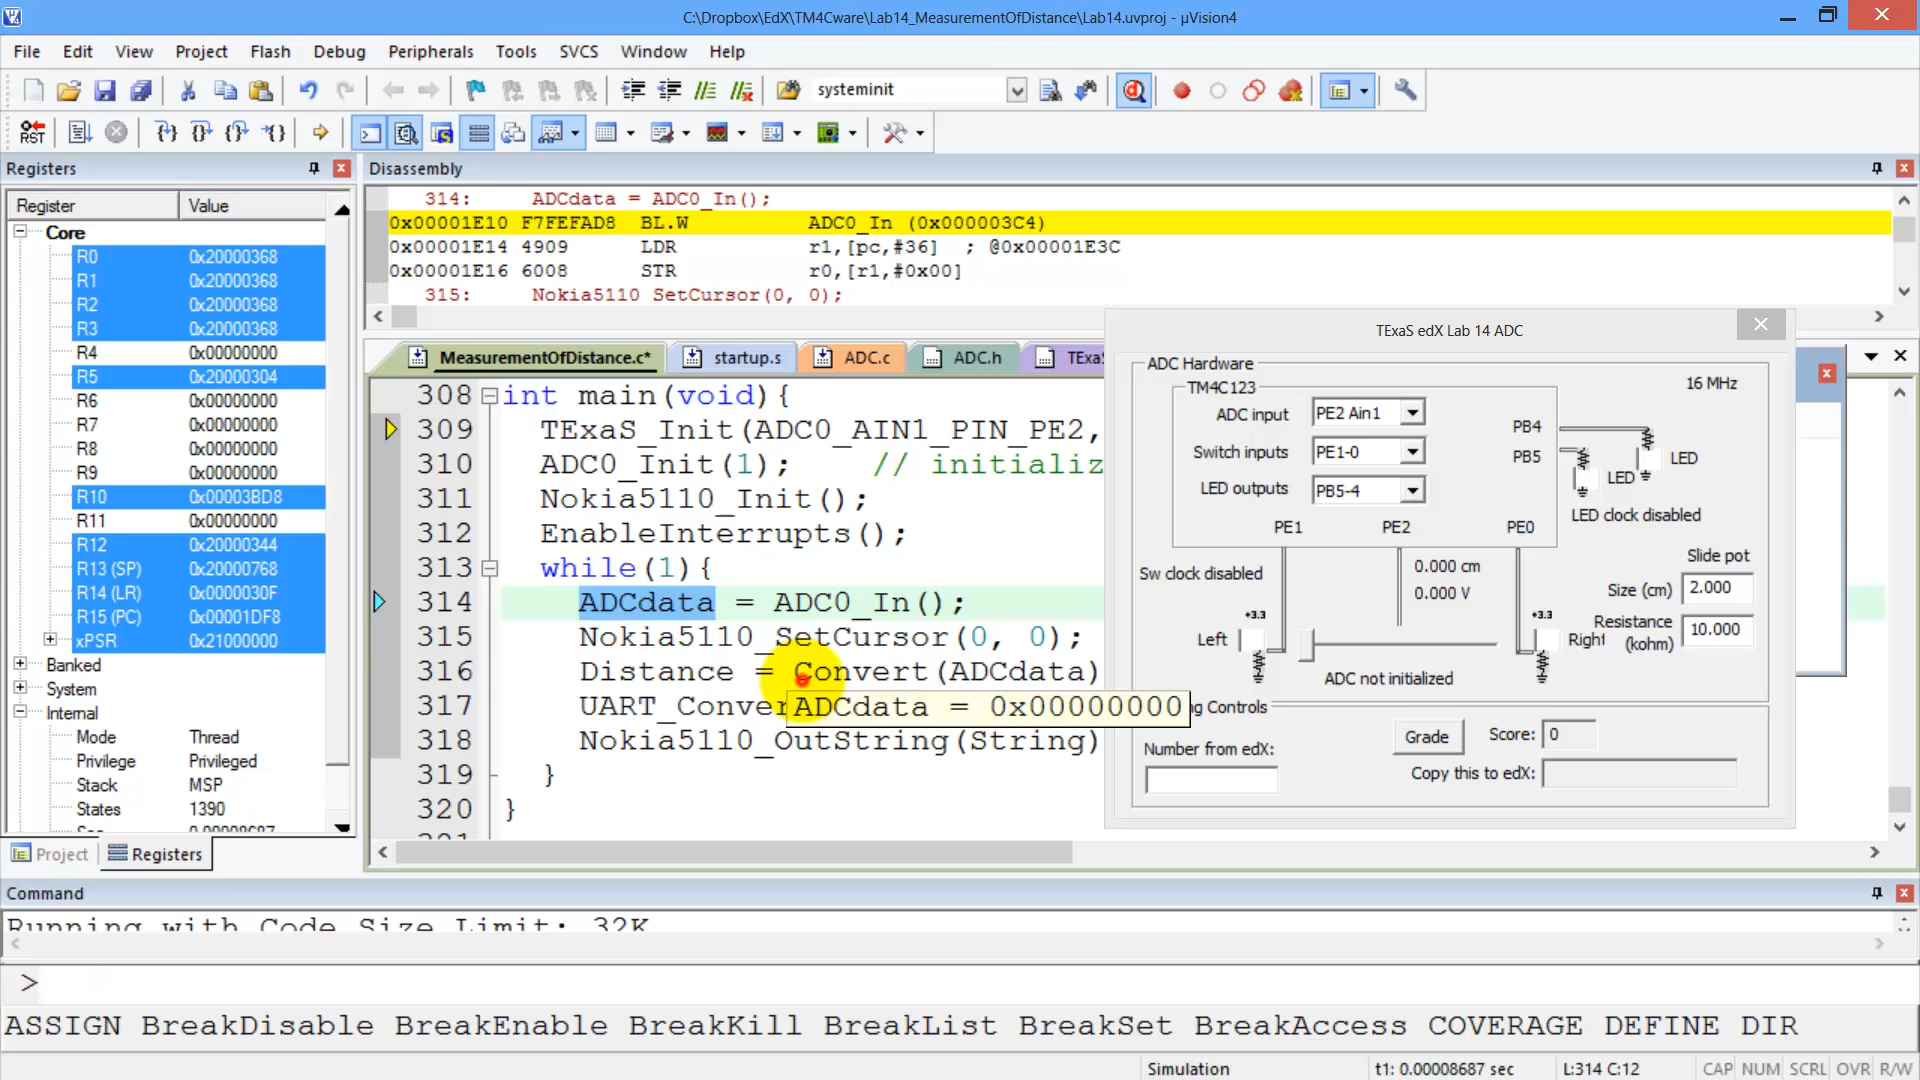 C:\Dropbox\EdX\TM4Cware\Lab14_MeasurementOfDistance\Lab14.uvproj - µVision4
File Edit View Project Flash Debug Peripherals Tools SVCS Window Help
systeminit
RST
Registers
Register Value
Core
R0 0x20000368
R1 0x20000368
R2 0x20000368
R3 0x20000368
R4 0x00000000
R5 0x20000304
R6 0x00000000
R7 0x00000000
R8 0x00000000
R9 0x00000000
R10 0x00003BD8
R11 0x00000000
R12 0x20000344
R13 (SP) 0x20000768
R14 (LR) 0x0000030F
R15 (PC) 0x00001DF8
xPSR 0x21000000
Banked
System
Internal
Mode Thread
Privilege Privileged
Stack MSP
States 1390
Project Registers
Disassembly
314: ADCdata = ADC0_In();
0x00001E10 F7FEFAD8 BL.W ADC0_In (0x000003C4)
0x00001E14 4909 LDR r1,[pc,#36] ; @0x00001E3C
0x00001E16 6008 STR r0,[r1,#0x00]
315: Nokia5110_SetCursor(0, 0);
MeasurementOfDistance.c* startup.s ADC.c ADC.h TExaS
308 int main(void){
309 TExaS_Init(ADC0_AIN1_PIN_PE2,
310 ADC0_Init(1); // initializ
311 Nokia5110_Init();
312 EnableInterrupts();
313 while(1){
314 ADCdata = ADC0_In();
315 Nokia5110_SetCursor(0, 0);
316 Distance = Convert(ADCdata)
317 UART_Conver
ADCdata = 0x00000000
318 Nokia5110_OutString(String)
319 }
320 }
TExaS edX Lab 14 ADC
ADC Hardware
TM4C123
16 MHz
ADC input PE2 Ain1
Switch inputs PE1-0
LED outputs PB5-4
PB4
PB5
LED
LED
LED clock disabled
PE1 PE2 PE0
Sw clock disabled
0.000 cm
0.000 V
Slide pot
Size (cm) 2.000
Resistance (kohm) 10.000
+3.3
+3.3
Left
Right
ADC not initialized
ng Controls
Number from edX:
Grade
Score: 0
Copy this to edX:
Command
Running with Code Size Limit: 32K
>
ASSIGN BreakDisable BreakEnable BreakKill BreakList BreakSet BreakAccess COVERAGE DEFINE DIR
Simulation t1: 0.00008687 sec L:314 C:12 CAP NUM SCRL OVR R/W